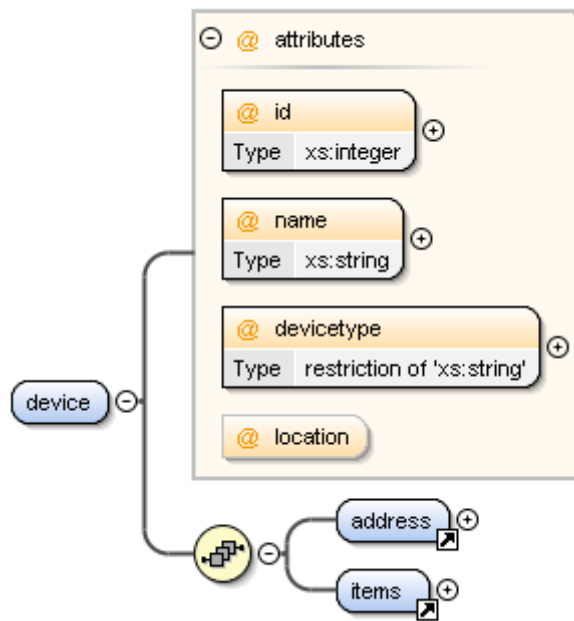 @ attributes
@ id
Type xs:integer
@ name
Type xs:string
@ devicetype
Type restriction of 'xs:string'
device
@ location
address
items